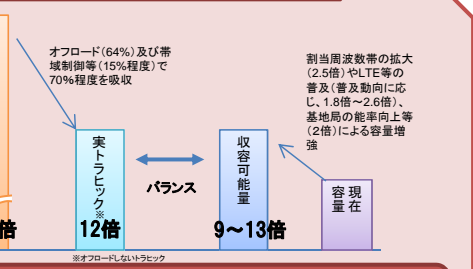 オフロード（64%）及び帯
域制御等（15%程度）で
70%程度を吸収
割当周波数帯の拡大
（2.5倍）やLTE等の
普及（普及動向に応
じ、1.8倍～2.6倍）、
基地局の能率向上等
（2倍）による容量増
強
実トラヒック※
12倍
バランス
収容可能量
9～13倍
現在
容量
倍
※オフロードしないトラヒック